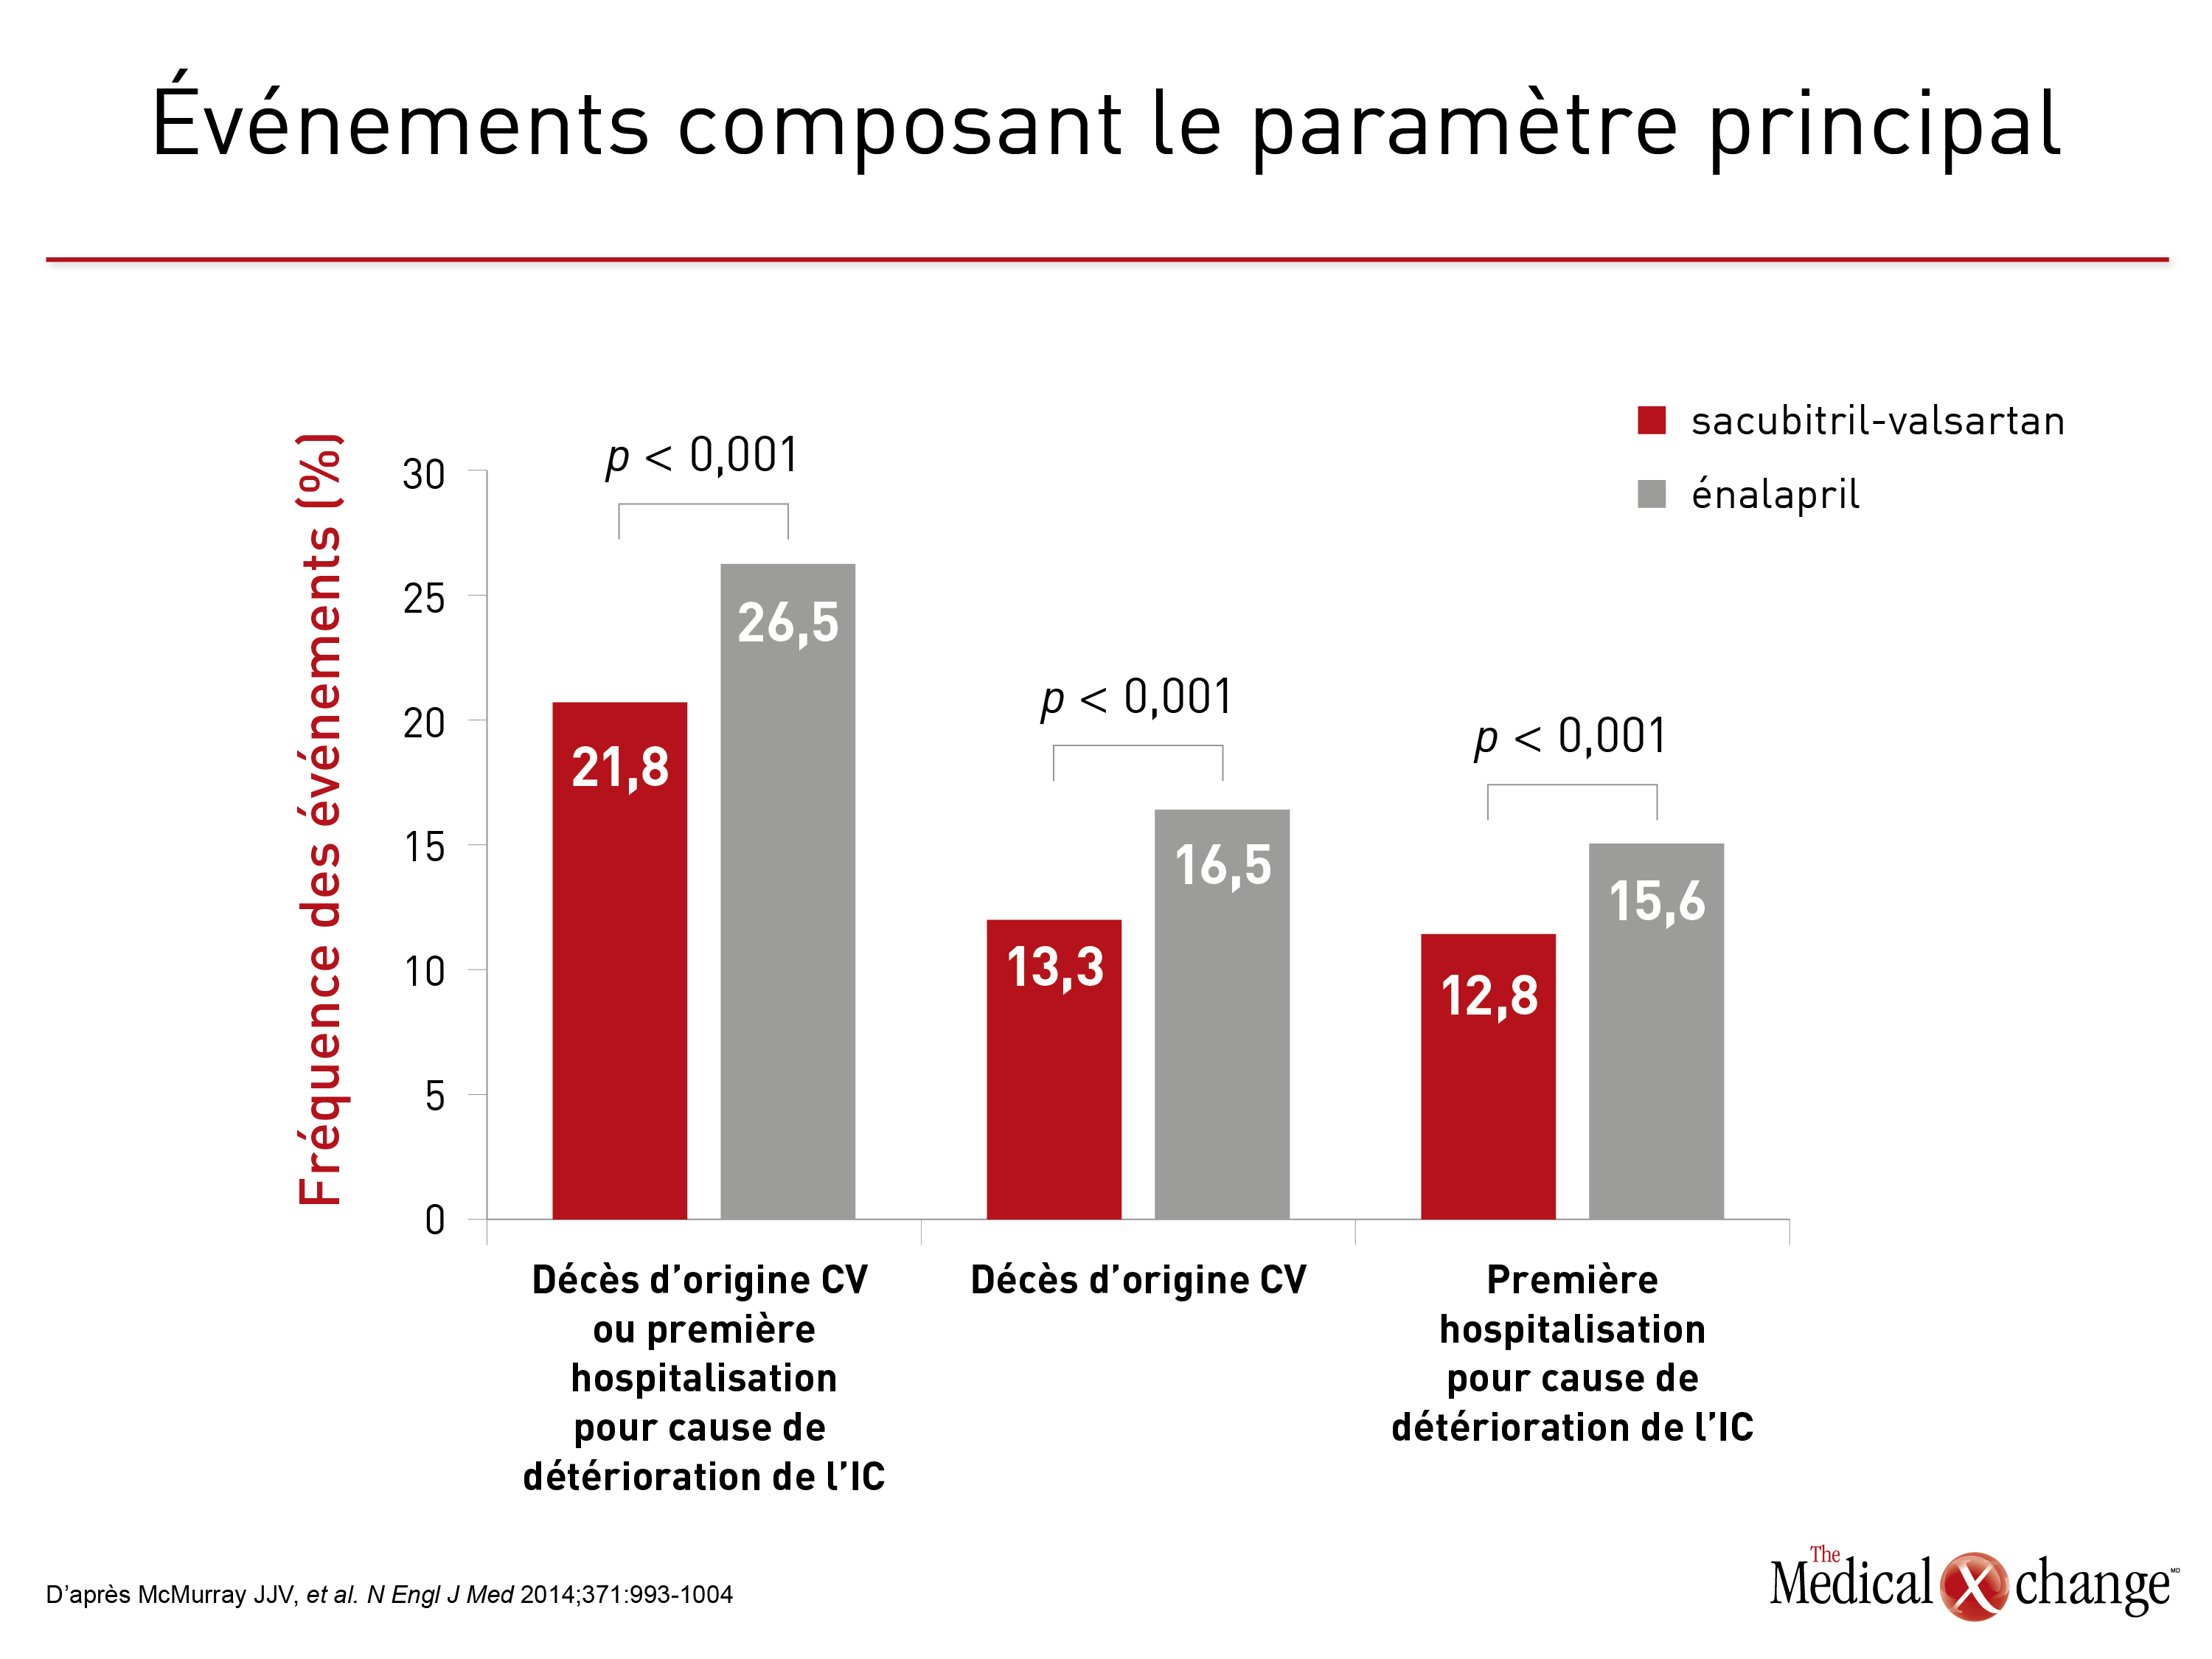 Événements composant le paramètre principal
sacubitril-valsartan
énalapril
Fréquence des événements (%)
30
25
20
15
10
5
0
p < 0,001
21,8
26,5
p < 0,001
13,3
16,5
p < 0,001
12,8
15,6
Décès d’origine CV
ou première
hospitalisation
pour cause de
détérioration de l’IC
Décès d’origine CV
Première
hospitalisation
pour cause de
détérioration de l’IC
D’après McMurray JJV, et al. N Engl J Med 2014;371:993-1004
The
Medical X change MD